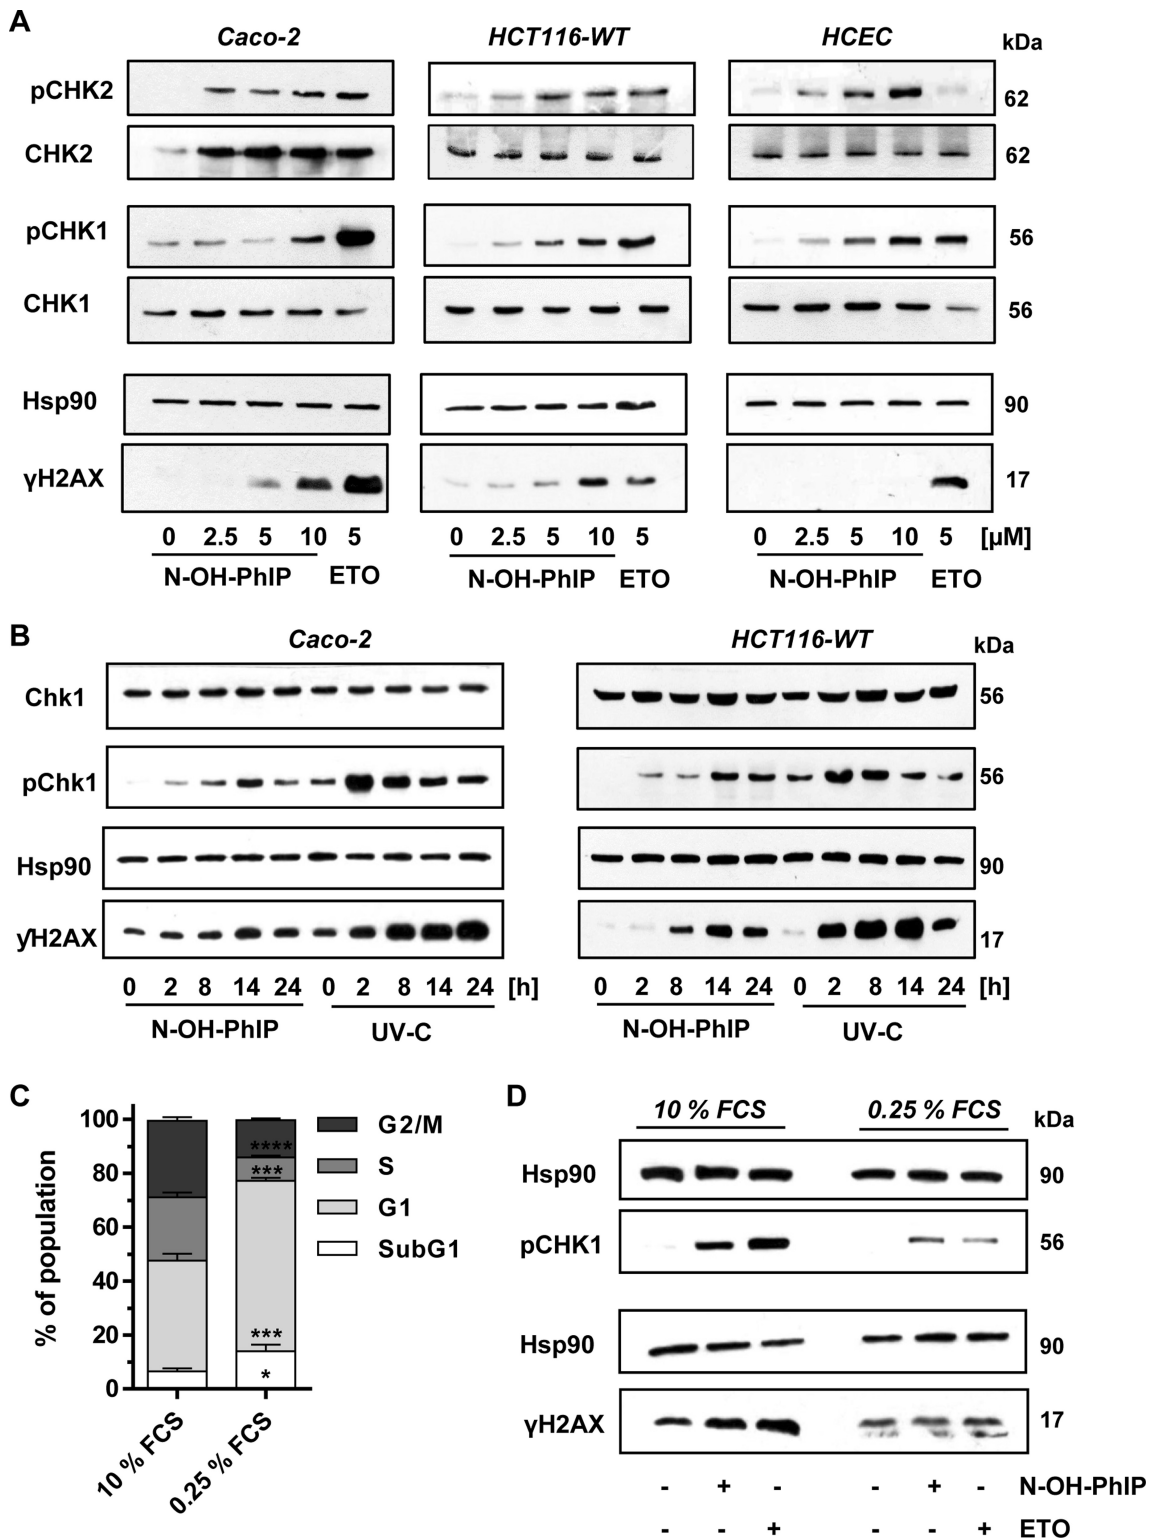 A
Caco-2 HCT116-WT HCEC kDa
pCHK2 62
CHK2 62
pCHK1 56
CHK1 56
Hsp90 90
γH2AX 17
0 2.5 5 10 5 0 2.5 5 10 5 0 2.5 5 10 5 [µM]
N-OH-PhIP ETO N-OH-PhIP ETO N-OH-PhIP ETO
B
Caco-2 HCT116-WT kDa
Chk1 56
pChk1 56
Hsp90 90
γH2AX 17
0 2 8 14 24 0 2 8 14 24 [h] 0 2 8 14 24 0 2 8 14 24 [h]
N-OH-PhIP UV-C N-OH-PhIP UV-C
C
% of population
100
80
60
40
20
0
****
***
***
*
10 % FCS
0.25 % FCS
G2/M
S
G1
SubG1
D
10 % FCS 0.25 % FCS kDa
Hsp90 90
pCHK1 56
Hsp90 90
γH2AX 17
- + - - + - N-OH-PhIP
- - + - - + ETO